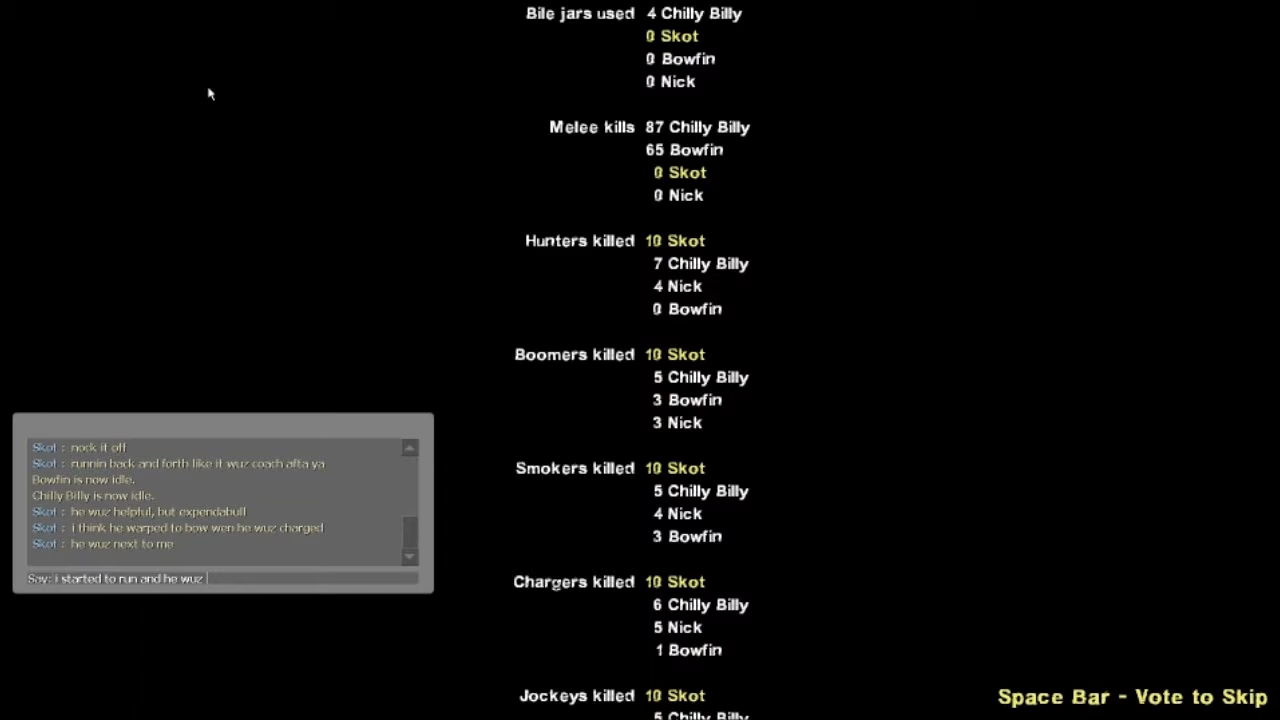 Bile jars used 4 Chilly Billy
0 Skot
0 Bowfin
0 Nick
Melee kills 87 Chilly Billy
65 Bowfin
0 Skot
0 Nick
Hunters killed 10 Skot
7 Chilly Billy
4 Nick
0 Bowfin
Boomers killed 10 Skot
5 Chilly Billy
3 Bowfin
3 Nick
Smokers killed 10 Skot
5 Chilly Billy
4 Nick
3 Bowfin
Chargers killed 10 Skot
6 Chilly Billy
5 Nick
1 Bowfin
Jockeys killed 10 Skot
5 Chilly Billy
Skot : nock it off
Skot : runnin back and forth like it wuz coach afta ya
Bowfin is now idle.
Chilly Billy is now idle.
Skot : he wuz helpful, but expendabull
Skot : i think he warped to bow wen he wuz charged
Skot : he wuz next to me
Say: i started to run and he wuz
Space Bar - Vote to Skip